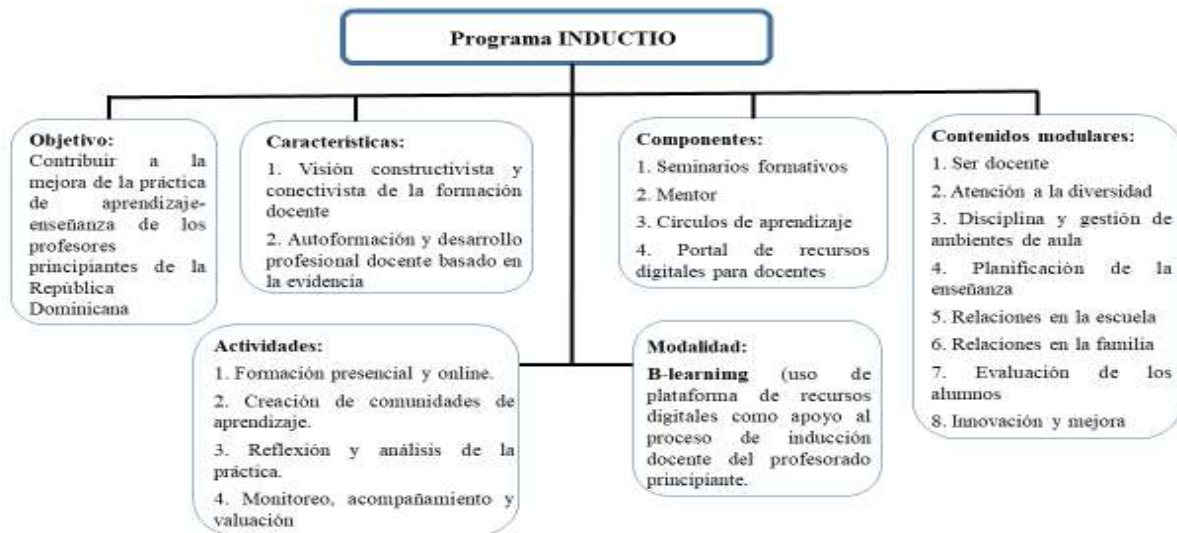 Programa INDUCTIO
Objetivo:
Contribuir a la
mejora de la práctica
de aprendizaje-
enseñanza de los
profesores
principiantes de la
República
Dominicana
Características:
1. Visión constructivista y
conectivista de la formación
docente
2. Autoformación y desarrollo
profesional docente basado en
la evidencia
Componentes:
1. Seminarios formativos
2. Mentor
3. Círculos de aprendizaje
4. Portal de recursos
digitales para docentes
Contenidos modulares:
1. Ser docente
2. Atención a la diversidad
3. Disciplina y gestión de
ambientes de aula
4. Planificación de la
enseñanza
5. Relaciones en la escuela
6. Relaciones en la familia
7. Evaluación de los
alumnos
8. Innovación y mejora
Actividades:
1. Formación presencial y online.
2. Creación de comunidades de
aprendizaje.
3. Reflexión y análisis de la
práctica.
4. Monitoreo, acompañamiento y
valuación
Modalidad:
B-learnimg (uso de
plataforma de recursos
digitales como apoyo al
proceso de inducción
docente del profesorado
principiante.